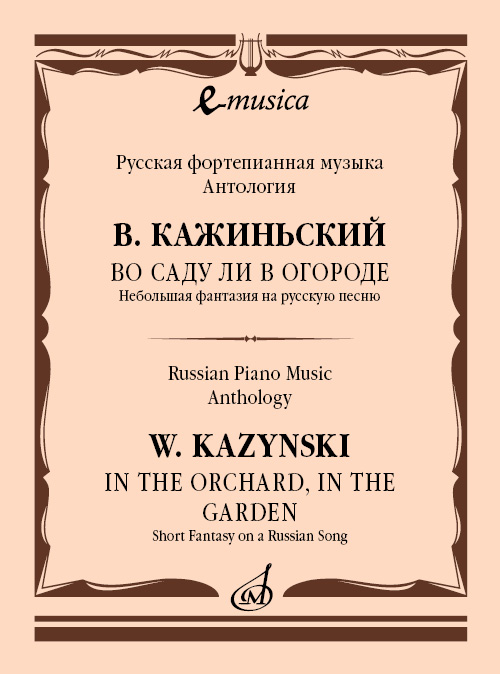 e-musica
Русская фортепианная музыка
Антология
В. КАЖИНЬСКИЙ
ВО САДУ ЛИ В ОГОРОДЕ
Небольшая фантазия на русскую песню
Russian Piano Music
Anthology
W. KAZYNSKI
IN THE ORCHARD, IN THE
GARDEN
Short Fantasy on a Russian Song
М